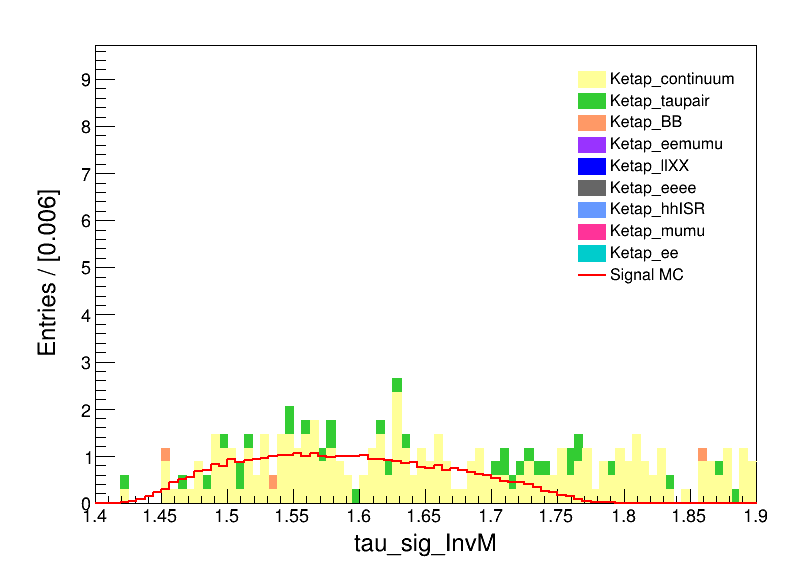 Entries / [0.006]
9
8
7
6
5
4
3
2
1
0
Ketap_continuum
Ketap_taupair
Ketap_BB
Ketap_eemumu
Ketap_llXX
Ketap_eeee
Ketap_hhISR
Ketap_mumu
Ketap_ee
Signal MC
1.4 1.45 1.5 1.55 1.6 1.65 1.7 1.75 1.8 1.85 1.9
tau_sig_InvM